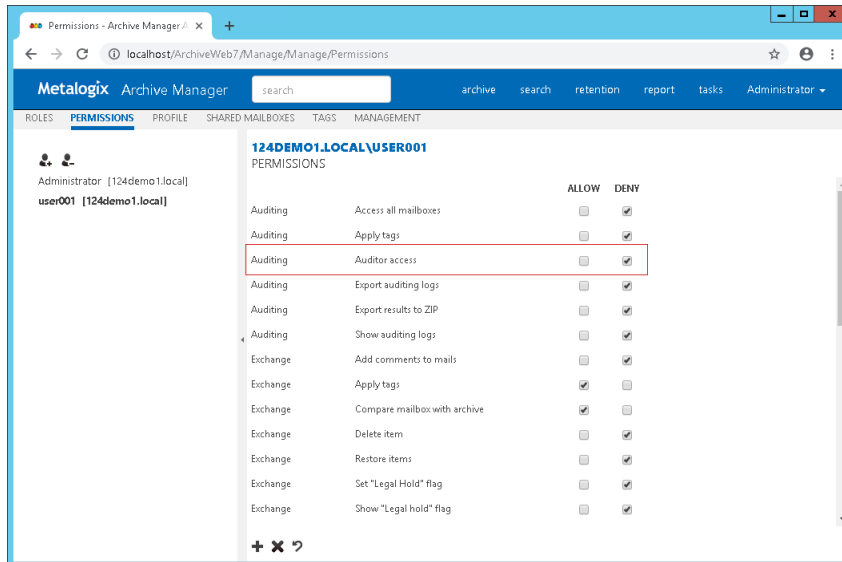 Permissions - Archive Manager A
localhost/ArchiveWeb7/Manage/Manage/Permissions
Metalogix Archive Manager search archive search retention report tasks Administrator
ROLES PERMISSIONS PROFILE SHARED MAILBOXES TAGS MANAGEMENT
Administrator [124demo1.local]
user001 [124demo1.local]
124DEMO1.LOCAL\USER001
PERMISSIONS
ALLOW DENY
Auditing Access all mailboxes
Auditing Apply tags
Auditing Auditor access
Auditing Export auditing logs
Auditing Export results to ZIP
Auditing Show auditing logs
Exchange Add comments to mails
Exchange Apply tags
Exchange Compare mailbox with archive
Exchange Delete item
Exchange Restore items
Exchange Set "Legal Hold" flag
Exchange Show "Legal hold" flag